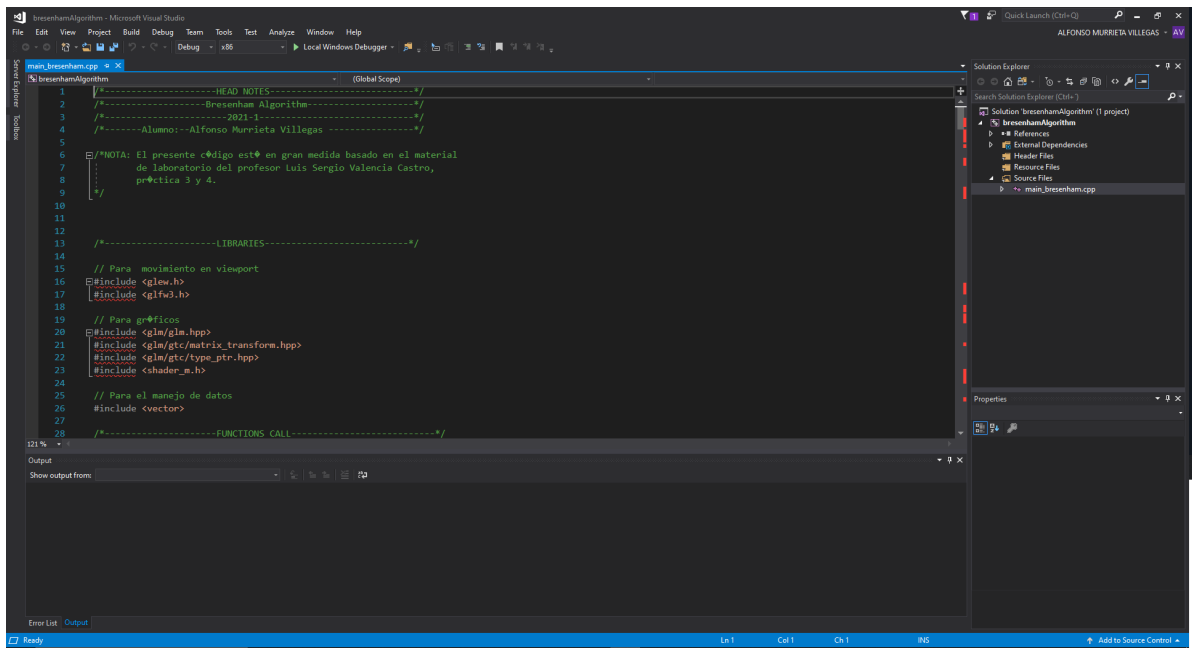 bresenhamAlgorithm - Microsoft Visual Studio
1
Quick Launch (Ctrl+Q)
File Edit View Project Build Debug Team Tools Test Analyze Window Help
ALFONSO MURRIETA VILLEGAS AV
Debug x86 Local Windows Debugger
Server Explorer
Toolbox
main_bresenham.cpp
bresenhamAlgorithm (Global Scope)
1 /*---------------------HEAD NOTES---------------------------*/
2 /*-------------------Bresenham Algorithm--------------------*/
3 /*-----------------------2021-1-----------------------------*/
4 /*-------Alumno:--Alfonso Murrieta Villegas ----------------*/
5
6 /*NOTA: El presente c�digo est� en gran medida basado en el material
7 de laboratorio del profesor Luis Sergio Valencia Castro,
8 pr�ctica 3 y 4.
9 */
10
11
12
13 /*---------------------LIBRARIES---------------------------*/
14
15 // Para  movimiento en viewport
16 #include <glew.h>
17 #include <glfw3.h>
18
19 // Para gr�ficos
20 #include <glm/glm.hpp>
21 #include <glm/gtc/matrix_transform.hpp>
22 #include <glm/gtc/type_ptr.hpp>
23 #include <shader_m.h>
24
25 // Para el manejo de datos
26 #include <vector>
27
28 /*---------------------FUNCTIONS CALL---------------------------*/
121 %
Output
Show output from:
Error List Output
Solution Explorer
Search Solution Explorer (Ctrl+¨)
Solution 'bresenhamAlgorithm' (1 project)
bresenhamAlgorithm
References
External Dependencies
Header Files
Resource Files
Source Files
main_bresenham.cpp
Properties
Ready Ln 1 Col 1 Ch 1 INS Add to Source Control